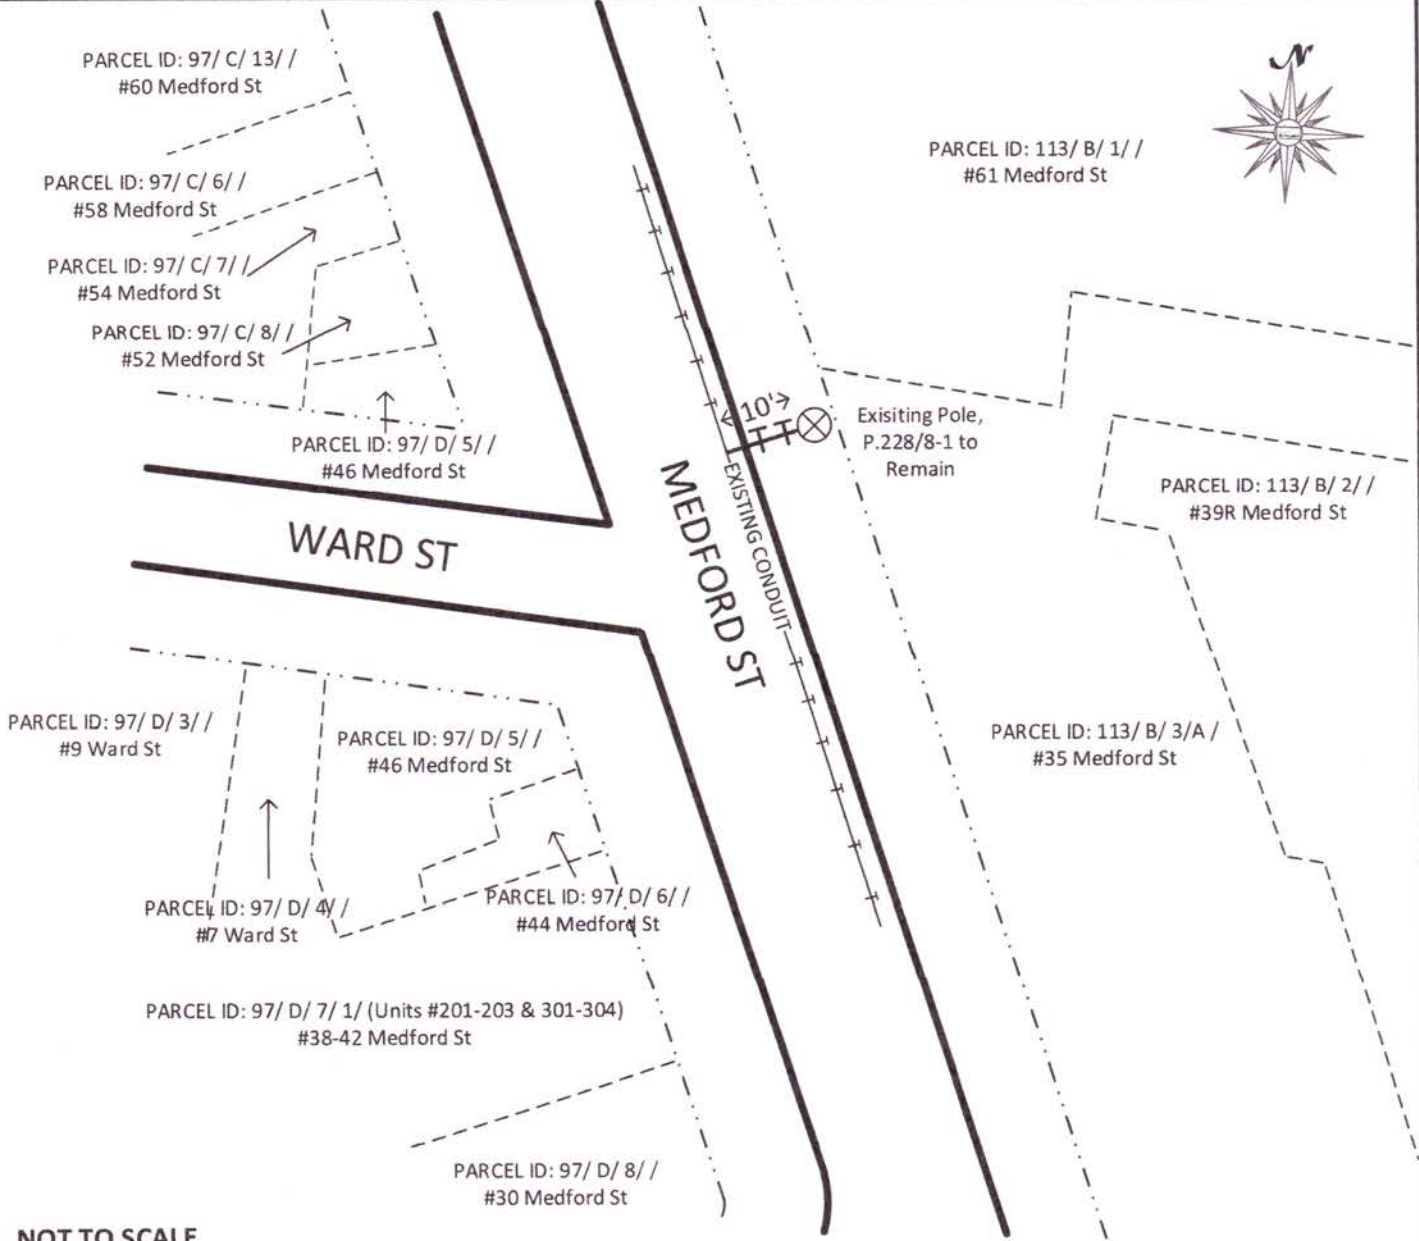 PARCEL ID: 97/ C/ 13/ /
#60 Medford St
N
PARCEL ID: 113/ B/ 1/ /
#61 Medford St
PARCEL ID: 97/ C/ 6/ /
#58 Medford St
PARCEL ID: 97/ C/ 7/ /
#54 Medford St
PARCEL ID: 97/ C/ 8/ /
#52 Medford St
10'
Exisiting Pole,
P.228/8-1 to
Remain
PARCEL ID: 97/ D/ 5/ /
#46 Medford St
PARCEL ID: 113/ B/ 2/ /
#39R Medford St
WARD ST
MEDFORD ST
EXISTING CONDUIT
PARCEL ID: 97/ D/ 3/ /
#9 Ward St
PARCEL ID: 97/ D/ 5/ /
#46 Medford St
PARCEL ID: 113/ B/ 3/A /
#35 Medford St
PARCEL ID: 97/ D/ 4/ /
#7 Ward St
PARCEL ID: 97/ D/ 6/ /
#44 Medford St
PARCEL ID: 97/ D/ 7/ 1/ (Units #201-203 & 301-304)
#38-42 Medford St
PARCEL ID: 97/ D/ 8/ /
#30 Medford St
NOT TO SCALE